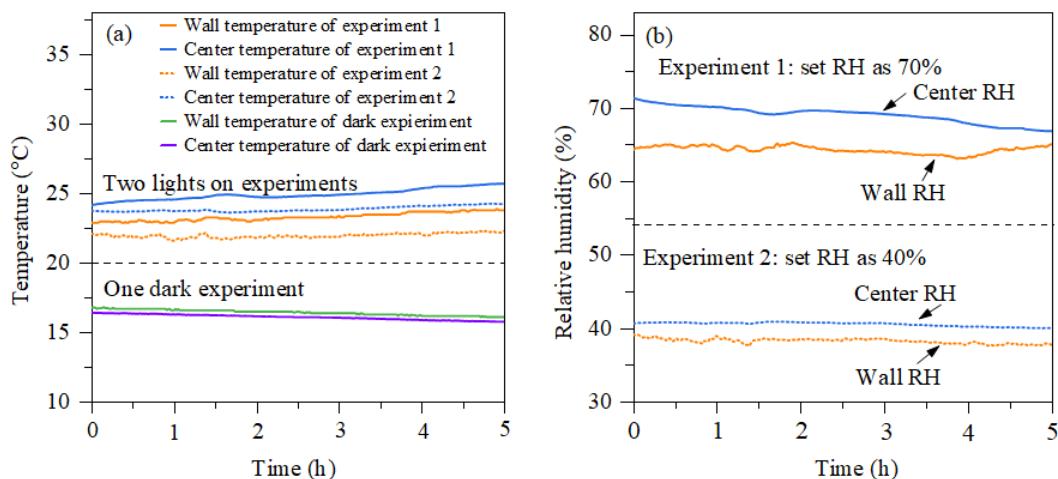 (a)
Wall temperature of experiment 1
Center temperature of experiment 1
Wall temperature of experiment 2
Center temperature of experiment 2
Wall temperature of dark expieriment
Center temperature of dark expieriment
Two lights on experiments
One dark experiment
Temperature (°C)
35
30
25
20
15
10
0 1 2 3 4 5
Time (h)
(b)
Experiment 1: set RH as 70%
Center RH
Wall RH
Experiment 2: set RH as 40%
Center RH
Wall RH
Relative humidity (%)
80
70
60
50
40
30
0 1 2 3 4 5
Time (h)